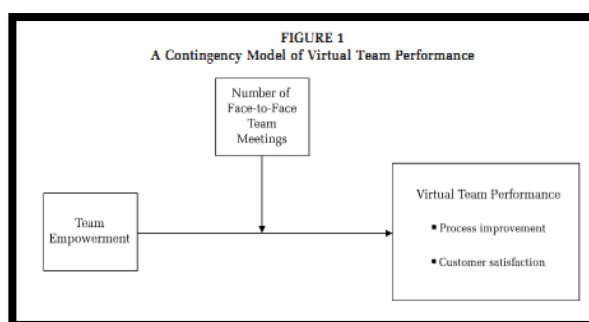 FIGURE 1
A Contingency Model of Virtual Team Performance
Number of
Face-to-Face
Team
Meetings
Team
Empowerment
Virtual Team Performance
▪ Process improvement
▪ Customer satisfaction